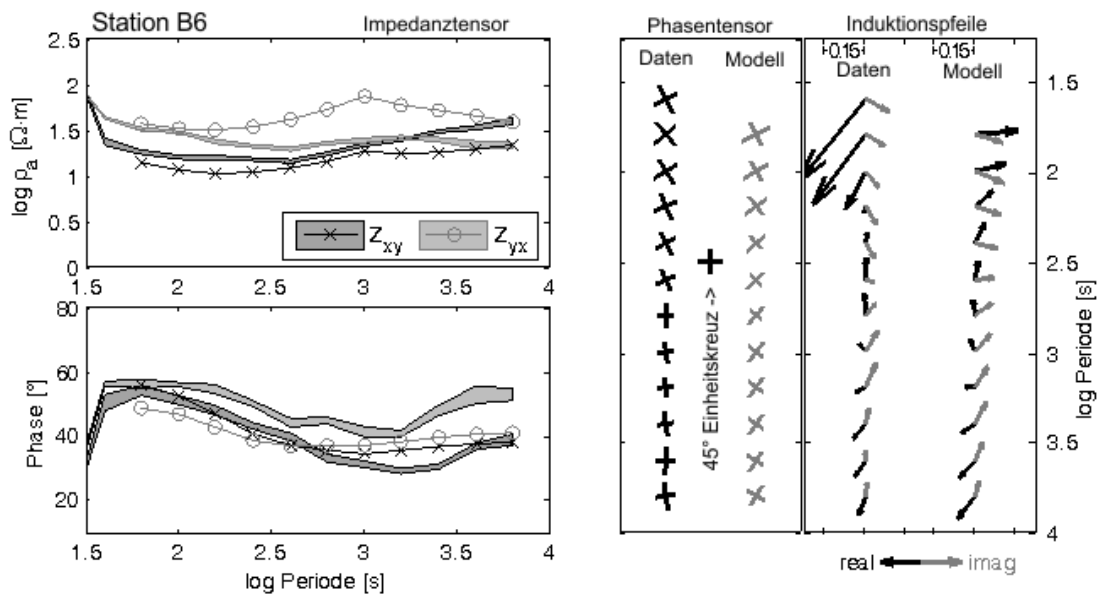 Station B6
Impedanztensor
2.5
2
1.5
1
0.5
0
log ρa [Ω·m]
Zxy
Zyx
1.5
2
2.5
3
3.5
4
80
60
40
20
Phase [°]
1.5
2
2.5
3
3.5
4
log Periode [s]
Phasentensor
Daten
Modell
45° Einheitskreuz ->
Induktionspfeile
0.15
0.15
Daten
Modell
1.5
2
2.5
3
3.5
4
log Periode [s]
real
imag